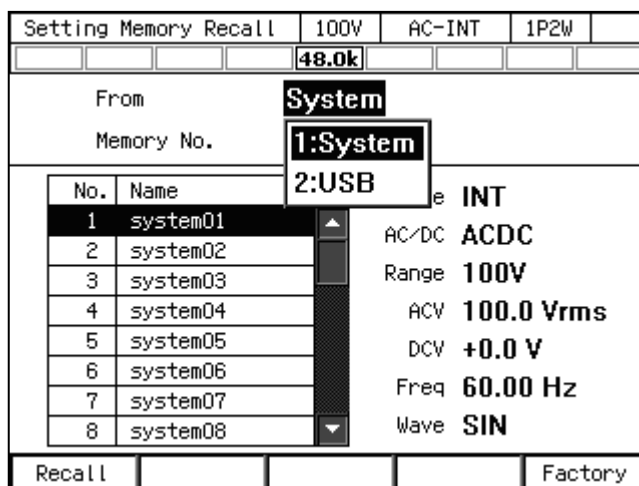 Setting Memory Recall 100V AC-INT 1P2W
48.0k
From System
Memory No. 1:System
2:USB
No. Name e INT
1 system01 AC/DC ACDC
2 system02
3 system03 Range 100V
4 system04 ACV 100.0 Vrms
5 system05 DCV +0.0 V
6 system06 Freq 60.00 Hz
7 system07
8 system08 Wave SIN
Recall Factory